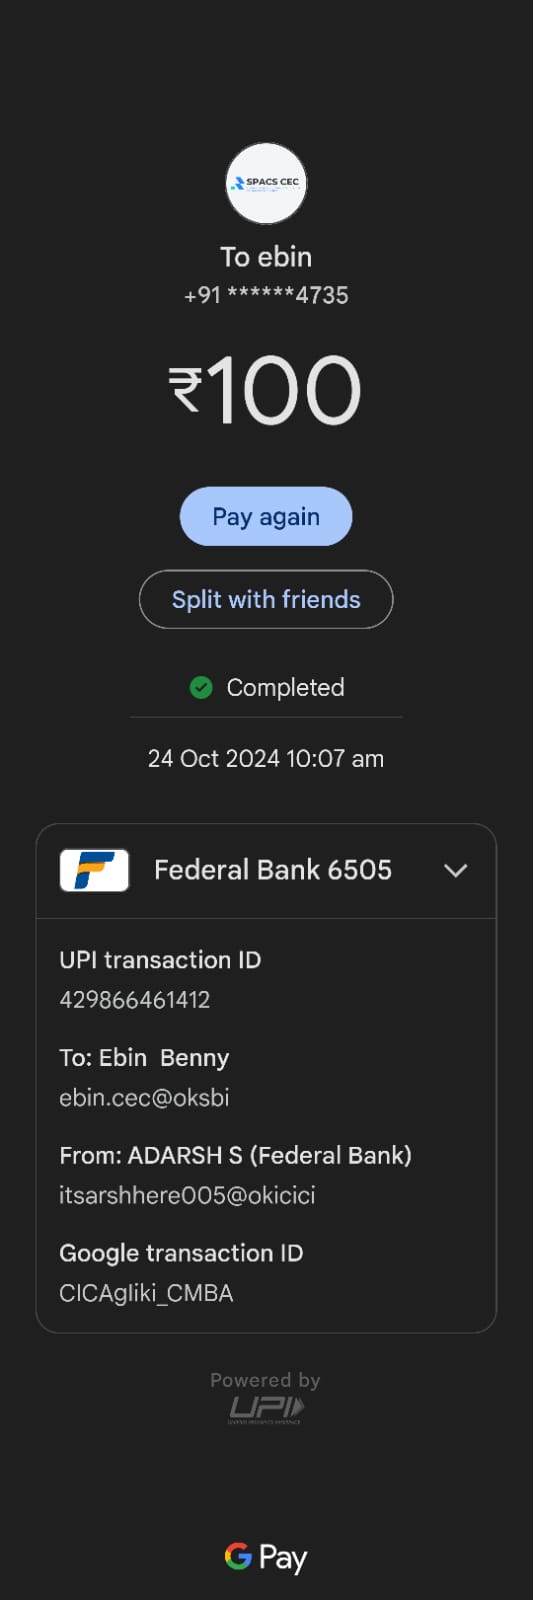 SPACS CEC
To ebin
+91 ******4735
₹100
Pay again
Split with friends
Completed
24 Oct 2024 10:07 am
Federal Bank 6505
UPI transaction ID
429866461412
To: Ebin  Benny
ebin.cec@oksbi
From: ADARSH S (Federal Bank)
itsarshhere005@okicici
Google transaction ID
CICAgIiki_CMBA
Powered by
UPI
G Pay